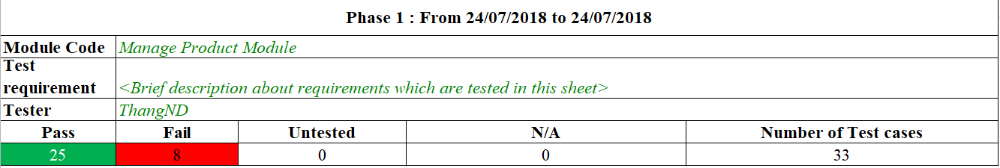 Phase 1 : From 24/07/2018 to 24/07/2018
Module Code Manage Product Module
Test
requirement <Brief description about requirements which are tested in this sheet>
Tester ThangND
Pass Fail Untested N/A Number of Test cases
25 8 0 0 33